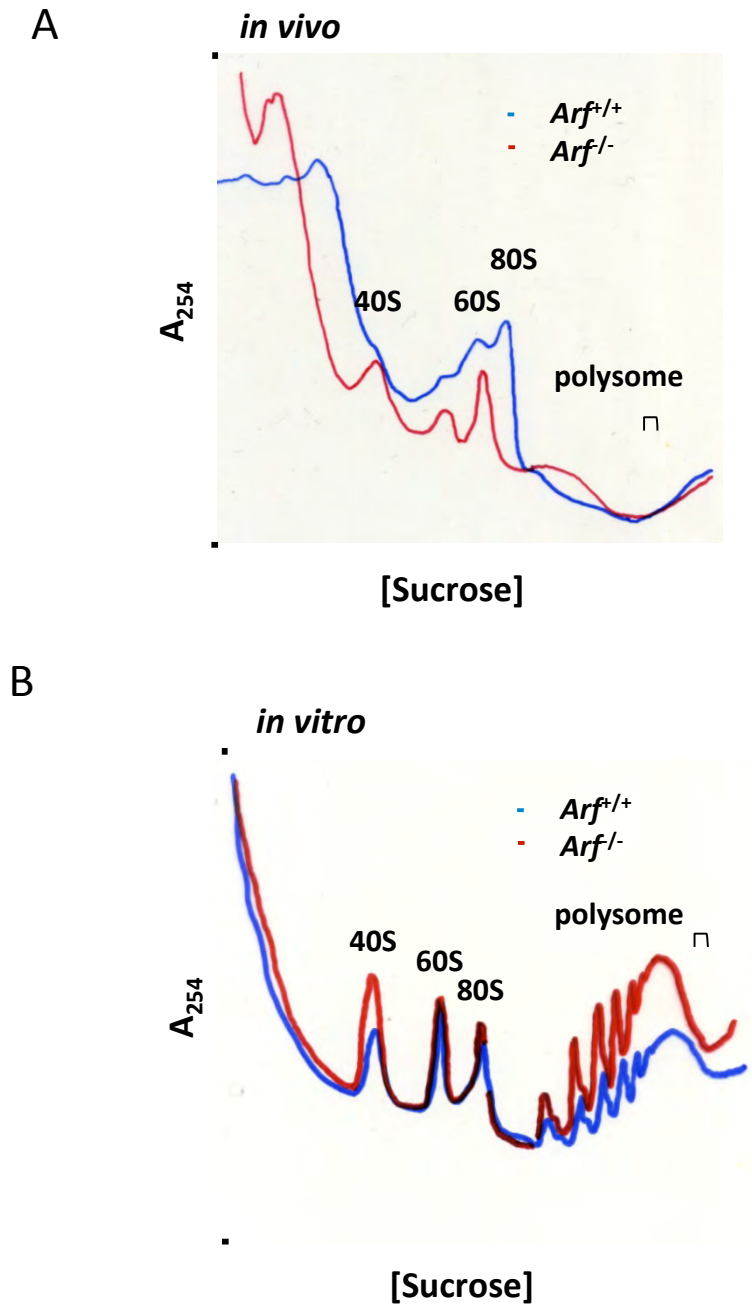 A
in vivo
- Arf+/+
- Arf-/-
80S
40S
60S
polysome
A254
[Sucrose]
B
in vitro
- Arf+/+
- Arf-/-
polysome
40S
60S
80S
A254
[Sucrose]